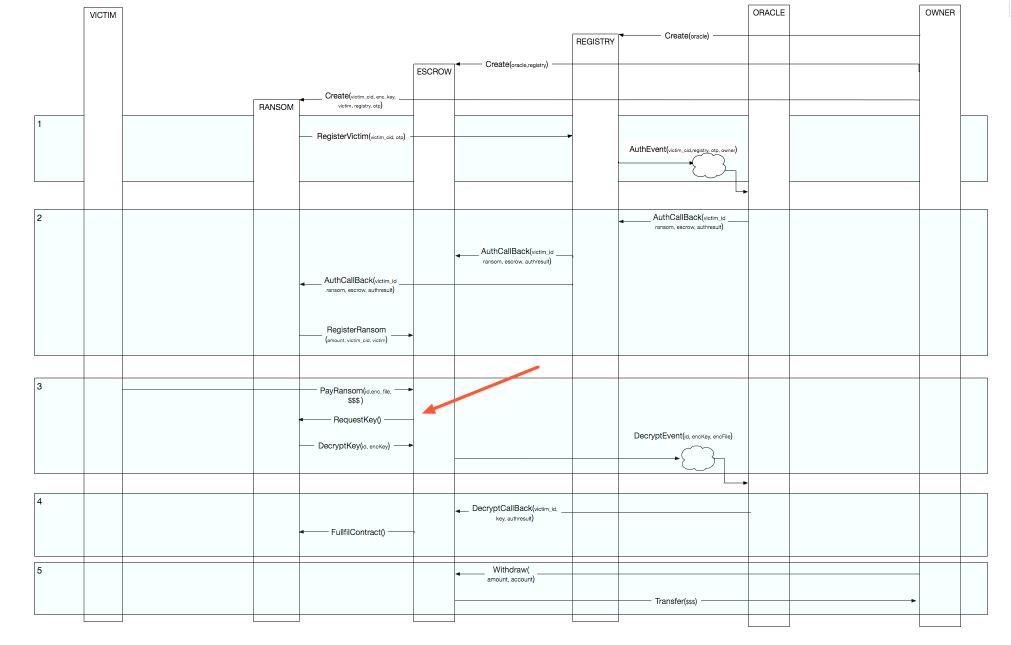 VICTIM
ORACLE
OWNER
REGISTRY
Create(oracle)
ESCROW
Create(oracle,registry)
RANSOM
Create(victim_cid, enc_key,
victim, registry, otp)
1
RegisterVictim(victim_cid, otp)
AuthEvent(victim_cid,registry, otp, owner)
2
AuthCallBack(victim_id
ransom, escrow, authresult)
AuthCallBack(victim_id
ransom, escrow, authresult)
AuthCallBack(victim_id
ransom, escrow, authresult)
RegisterRansom
(amount, victim_cid, victim)
3
PayRansom(id,enc_file,
$$$ )
RequestKey()
DecryptKey(id, encKey)
DecryptEvent(id, encKey, encFile)
4
DecryptCallBack(victim_id,
key, authresult)
FullfilContract()
5
Withdraw(
amount, account)
Transfer($$$)